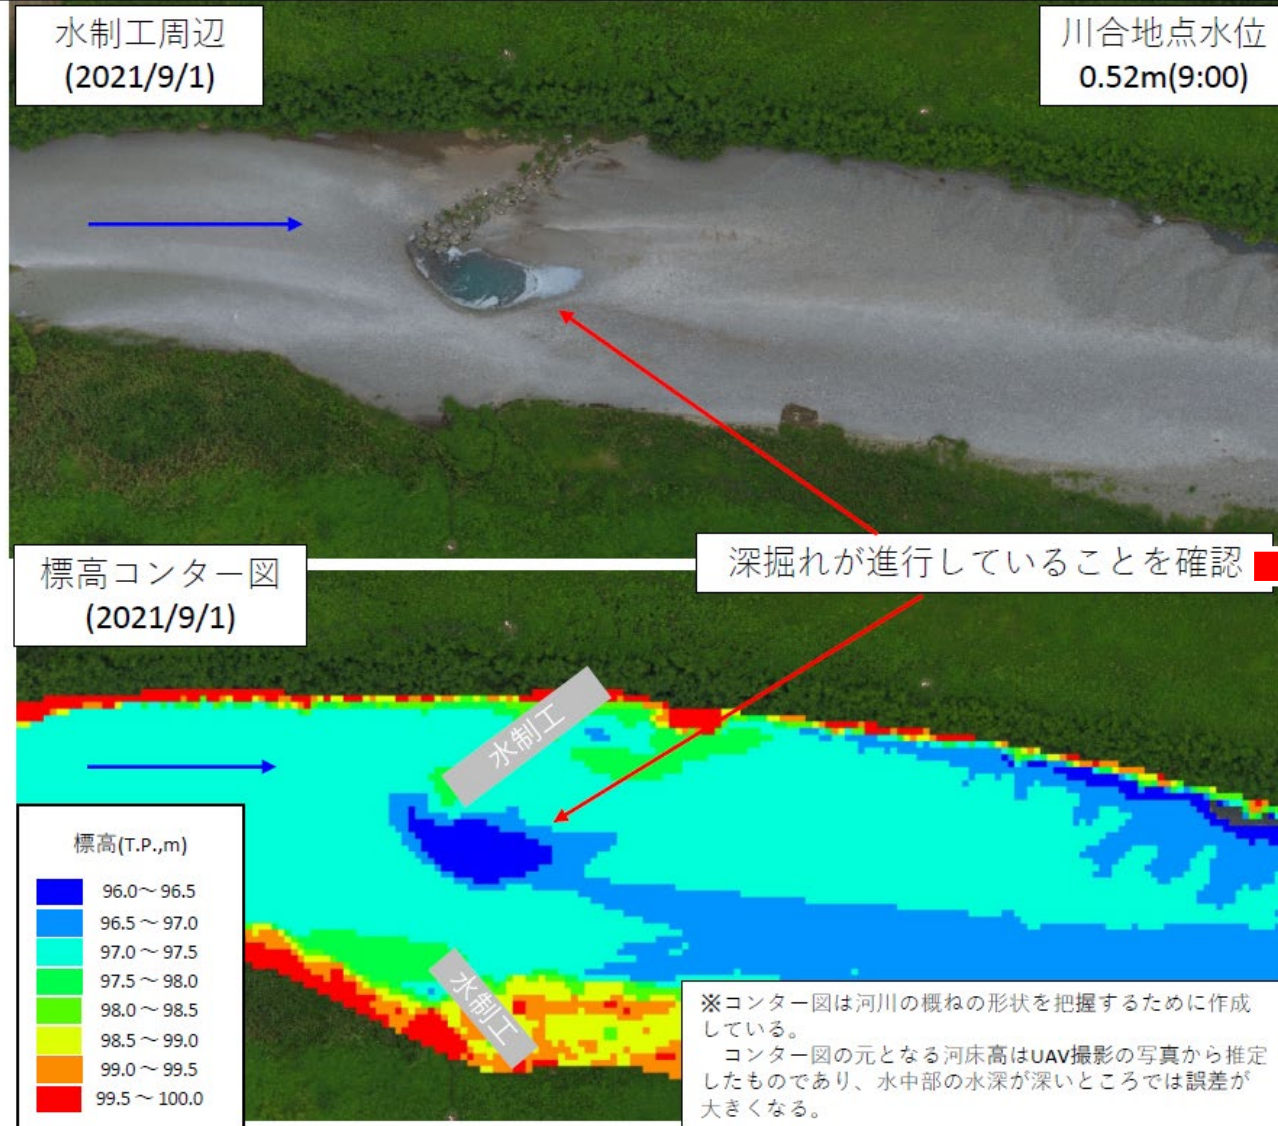 水制工周辺
(2021/9/1)
川合地点水位
0.52m(9:00)
深掘れが進行していることを確認
標高コンター図
(2021/9/1)
水制工
標高(T.P.,m)
96.0～96.5
96.5～97.0
97.0～97.5
97.5～98.0
98.0～98.5
98.5～99.0
99.0～99.5
99.5～100.0
水制工
※コンター図は河川の概ねの形状を把握するために作成
している。
コンター図の元となる河床高はUAV撮影の写真から推定
したものであり、水中部の水深が深いところでは誤差が
大きくなる。